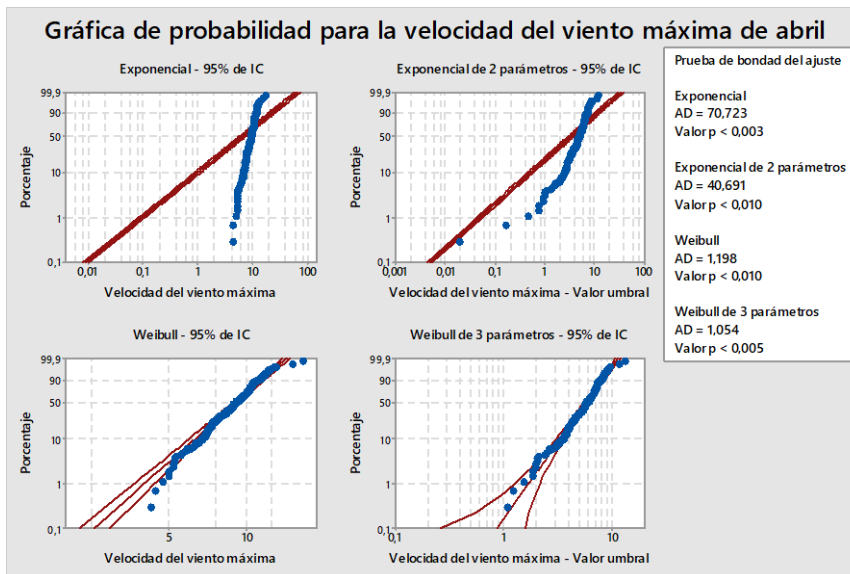 Gráfica de probabilidad para la velocidad del viento máxima de abril
Exponencial - 95% de IC
Porcentaje
99,9
90
50
10
1
0,1
0,01
0,1
1
10
100
Velocidad del viento máxima
Exponencial de 2 parámetros - 95% de IC
Porcentaje
99,9
90
50
10
1
0,1
0,001
0,01
0,1
1
10
100
Velocidad del viento máxima - Valor umbral
Weibull - 95% de IC
Porcentaje
99,9
90
50
10
1
0,1
5
10
Velocidad del viento máxima
Weibull de 3 parámetros - 95% de IC
Porcentaje
99,9
90
50
10
1
0,1
0,1
1
10
Velocidad del viento máxima - Valor umbral
Prueba de bondad del ajuste
Exponencial
AD = 70,723
Valor p < 0,003
Exponencial de 2 parámetros
AD = 40,691
Valor p < 0,010
Weibull
AD = 1,198
Valor p < 0,010
Weibull de 3 parámetros
AD = 1,054
Valor p < 0,005